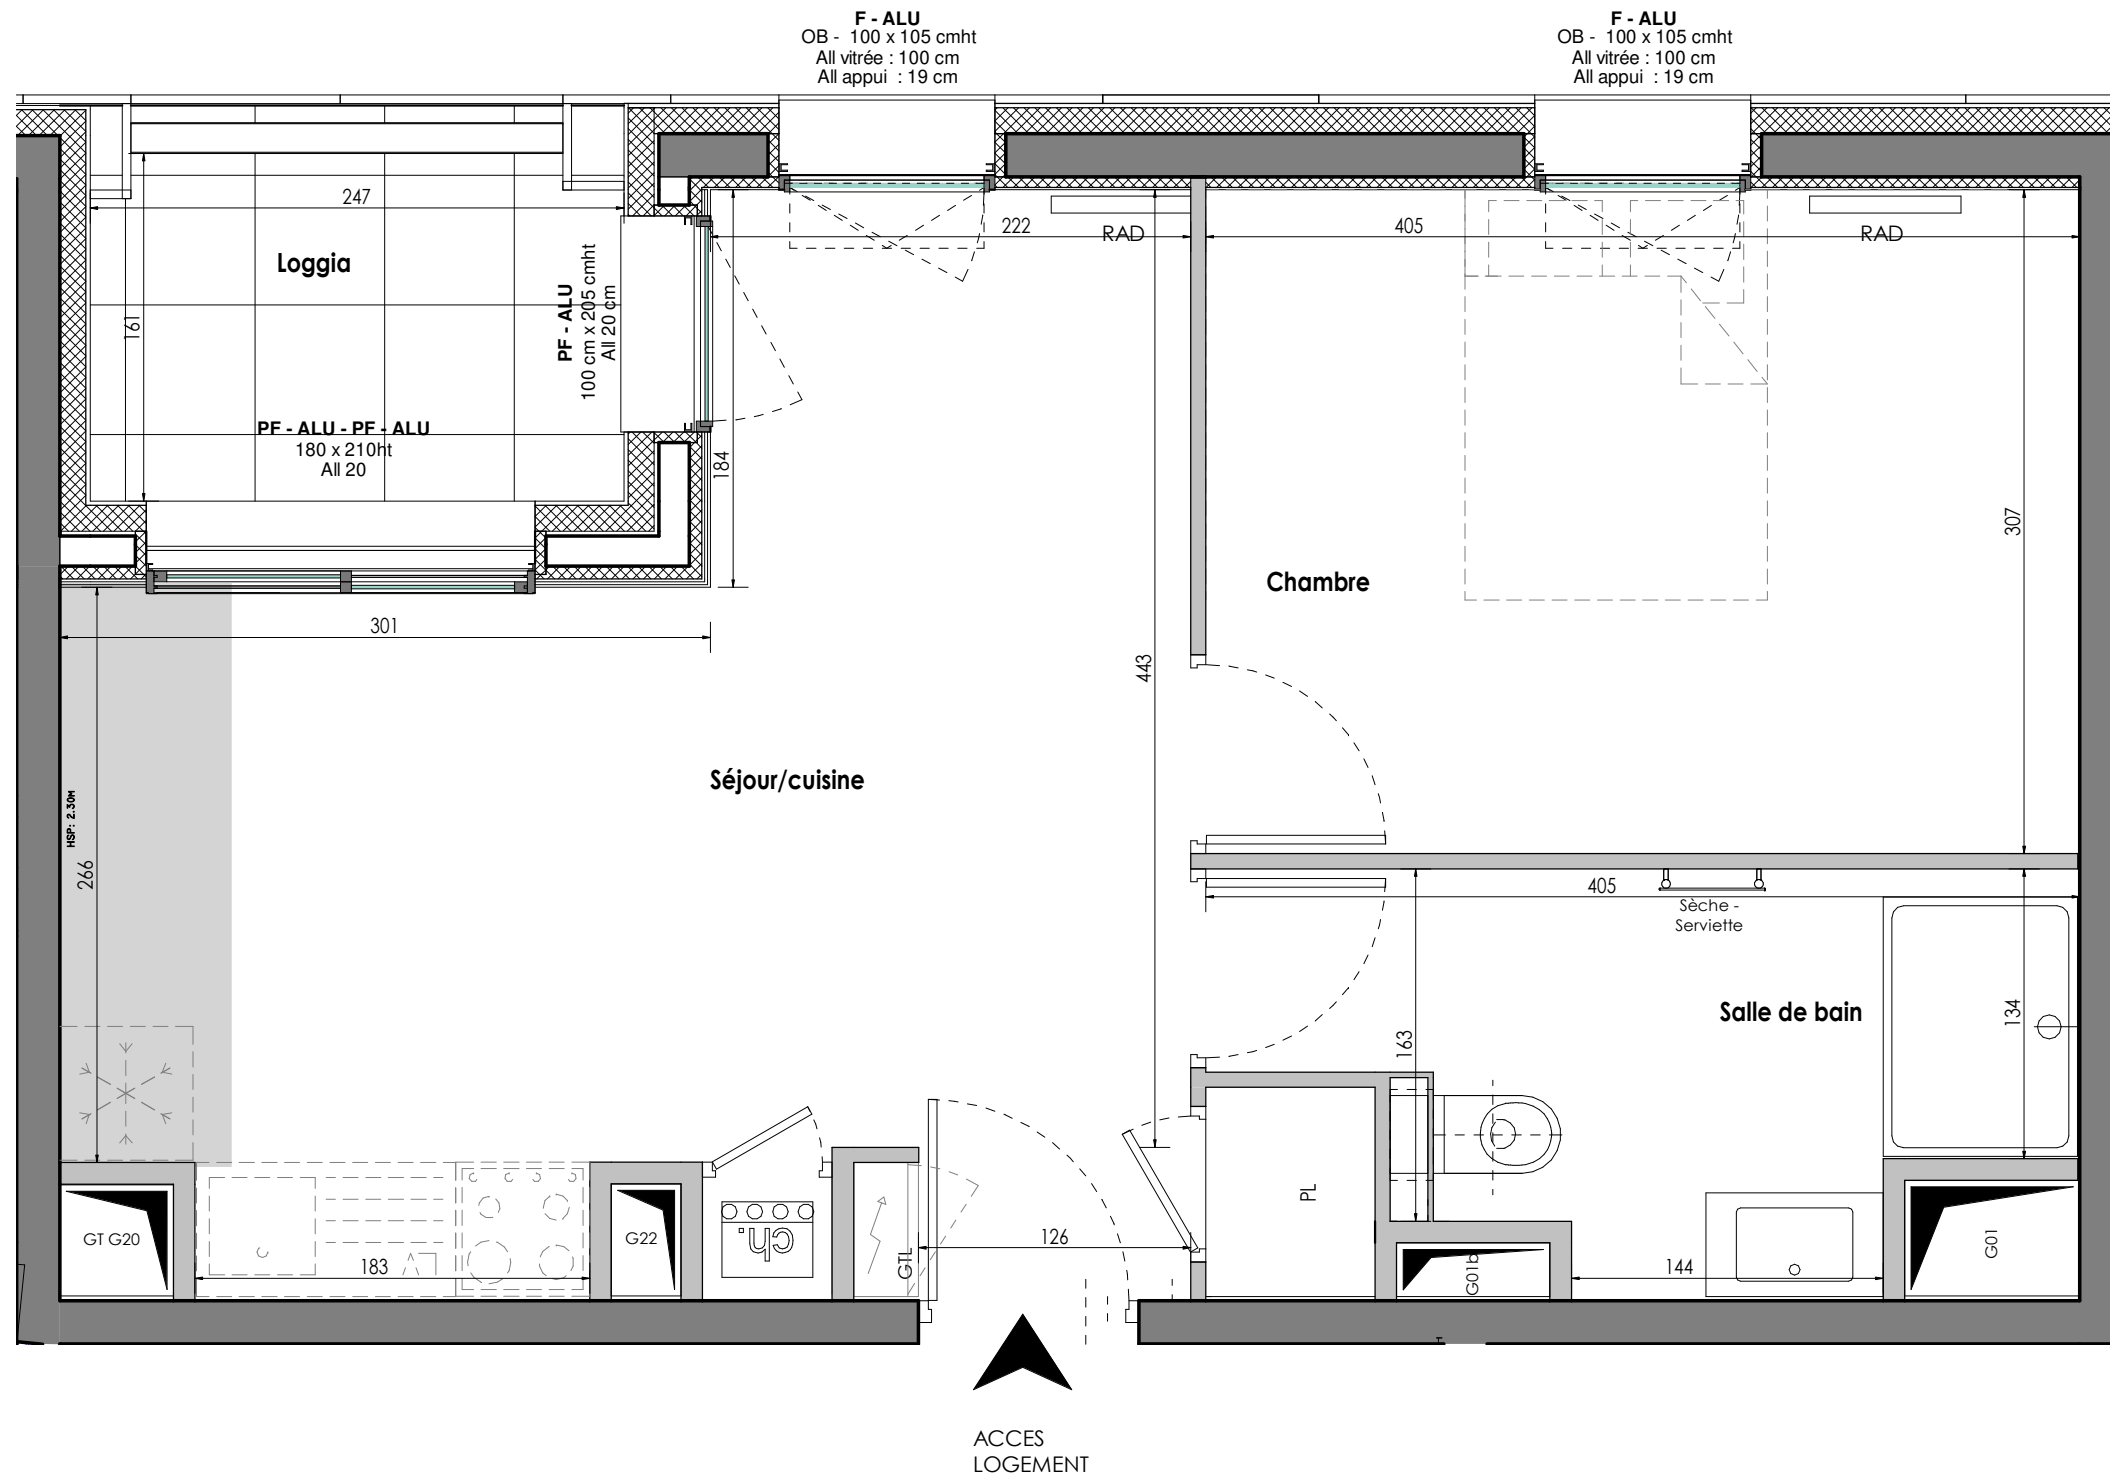 F - ALU
OB - 100 x 105 cmht
All vitrée : 100 cm
All appui : 19 cm
F - ALU
OB - 100 x 105 cmht
All vitrée : 100 cm
All appui : 19 cm
247
Loggia
161
PF - ALU
100 cm x 205 cmht
All 20 cm
PF - ALU - PF - ALU
180 x 210ht
All 20
184
222
RAD
405
RAD
307
Chambre
301
443
Séjour/cuisine
HSP: 2.30M
266
405
Sèche -
Serviette
Salle de bain
134
163
GT G20
183
G22
ch.
GTL
126
PL
G01b
144
G01
ACCES
LOGEMENT